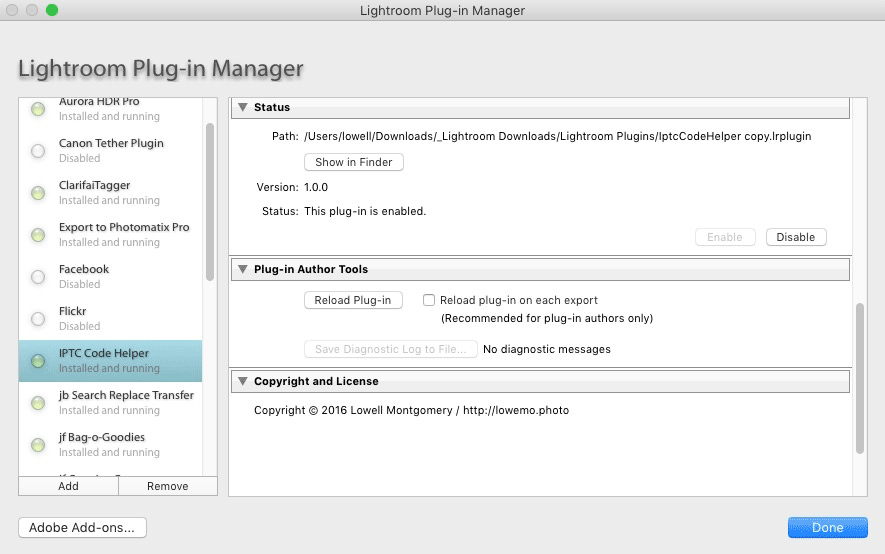 Lightroom Plug-in Manager
Lightroom Plug-in Manager
Aurora HDR Pro
Installed and running
Canon Tether Plugin
Disabled
ClarifaiTagger
Installed and running
Export to Photomatix Pro
Installed and running
Facebook
Disabled
Flickr
Disabled
IPTC Code Helper
Installed and running
jb Search Replace Transfer
Installed and running
jf Bag-o-Goodies
Installed and running
Add Remove
Status
Path: /Users/lowell/Downloads/_Lightroom Downloads/Lightroom Plugins/IptcCodeHelper copy.lrplugin
Show in Finder
Version: 1.0.0
Status: This plug-in is enabled.
Enable Disable
Plug-in Author Tools
Reload Plug-in Reload plug-in on each export
(Recommended for plug-in authors only)
Save Diagnostic Log to File... No diagnostic messages
Copyright and License
Copyright © 2016 Lowell Montgomery / http://lowemo.photo
Adobe Add-ons... Done